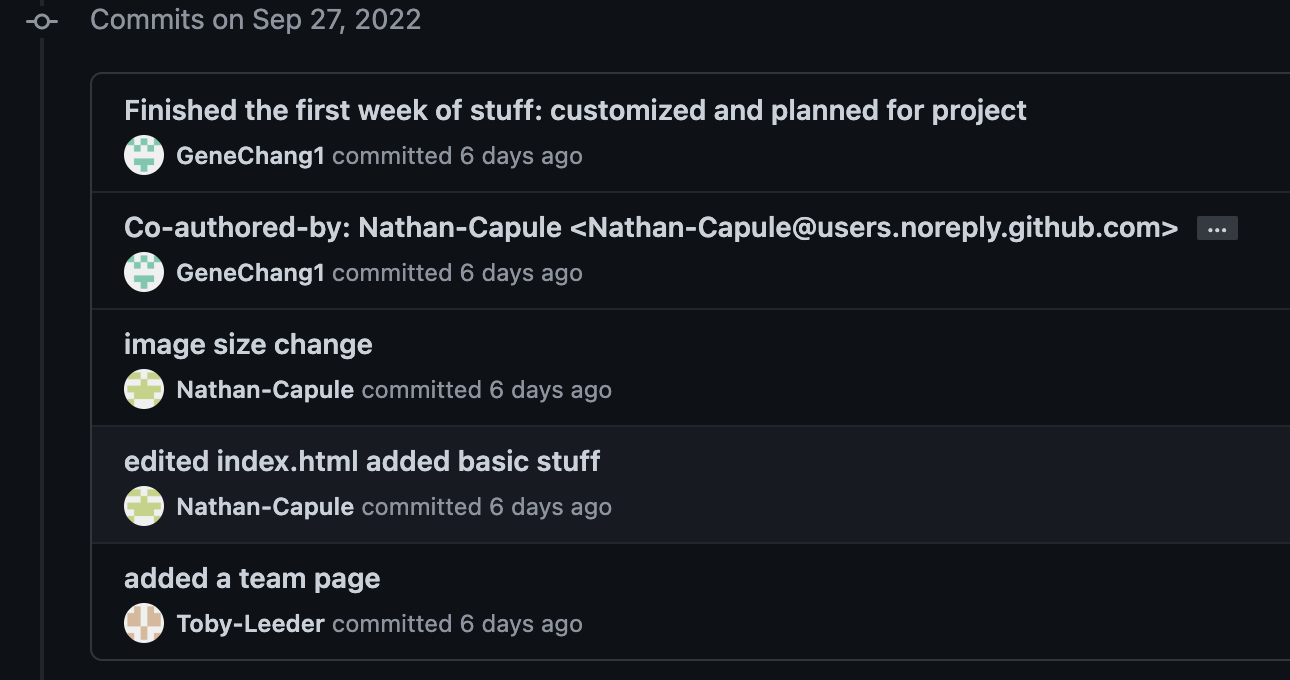 Commits on Sep 27, 2022
Finished the first week of stuff: customized and planned for project
GeneChang1 committed 6 days ago
Co-authored-by: Nathan-Capule <Nathan-Capule@users.noreply.github.com> ...
GeneChang1 committed 6 days ago
image size change
Nathan-Capule committed 6 days ago
edited index.html added basic stuff
Nathan-Capule committed 6 days ago
added a team page
Toby-Leeder committed 6 days ago